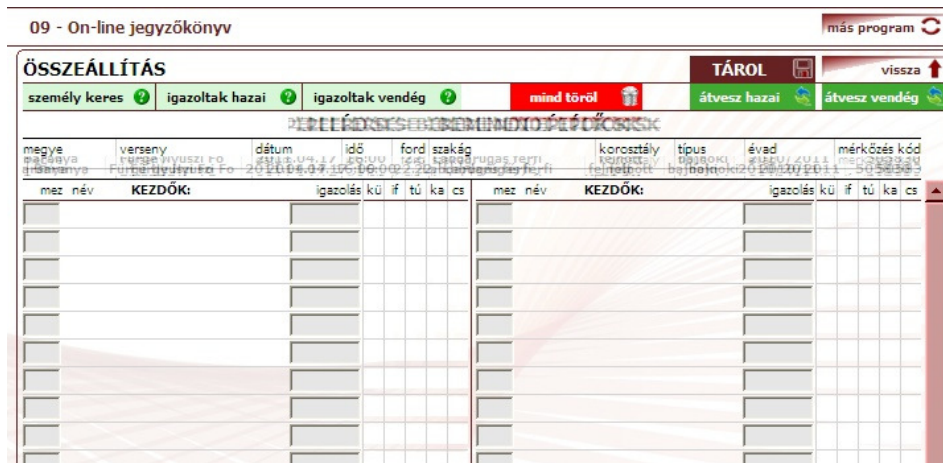 09 - On-line jegyzőkönyv
más program
ÖSSZEÁLLÍTÁS
TÁROL
vissza
személy keres
igazoltak hazai
igazoltak vendég
mind töröl
átvesz hazai
átvesz vendég
megye verseny dátum idő ford szakág korosztály típus évad mérkőzés kód
mez név KEZDŐK: igazolás kü if tú ka cs mez név KEZDŐK: igazolás kü if tú ka cs